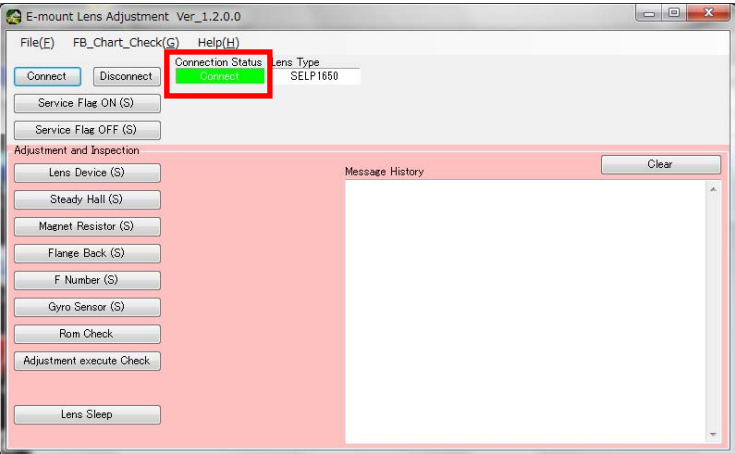 E-mount Lens Adjustment Ver_1.2.0.0
File(F) FB_Chart_Check(G) Help(H)
Connection Status Lens Type
Connect Disconnect Connect SELP1650
Service Flag ON (S)
Service Flag OFF (S)
Adjustment and Inspection
Clear
Lens Device (S) Message History
Steady Hall (S)
Magnet Resistor (S)
Flange Back (S)
F Number (S)
Gyro Sensor (S)
Rom Check
Adjustment execute Check
Lens Sleep